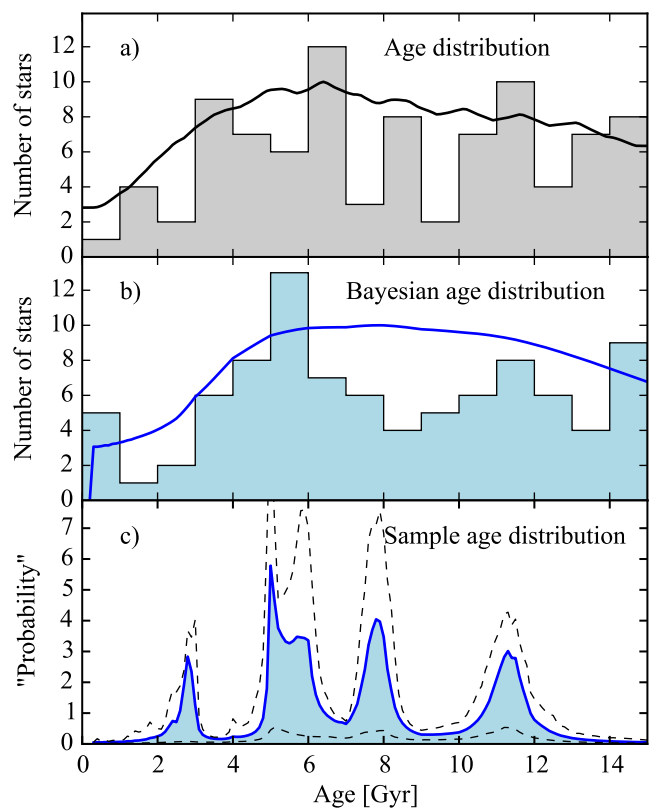 a) Age distribution
Number of stars
12
10
8
6
4
2
0
b) Bayesian age distribution
Number of stars
12
10
8
6
4
2
0
c) Sample age distribution
"Probability"
7
6
5
4
3
2
1
0
0 2 4 6 8 10 12 14
Age [Gyr]